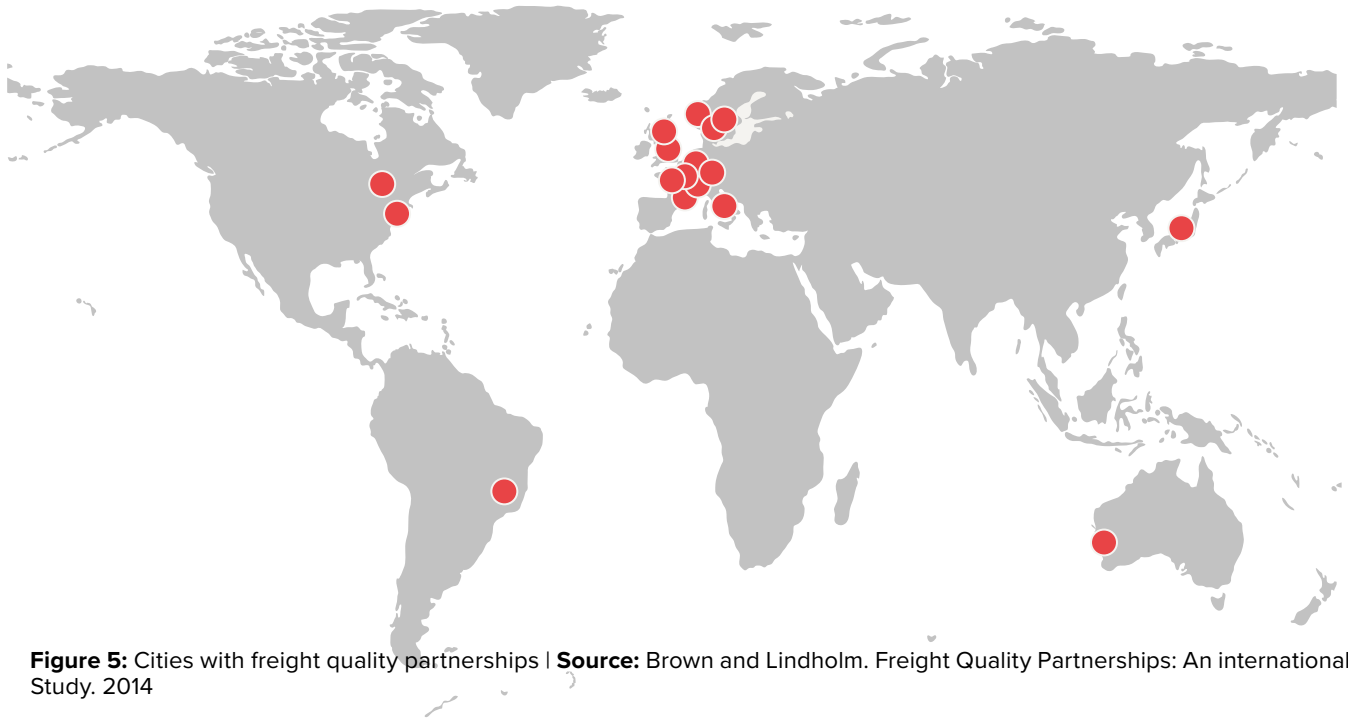 Figure 5: Cities with freight quality partnerships | Source: Brown and Lindholm. Freight Quality Partnerships: An international
Study. 2014